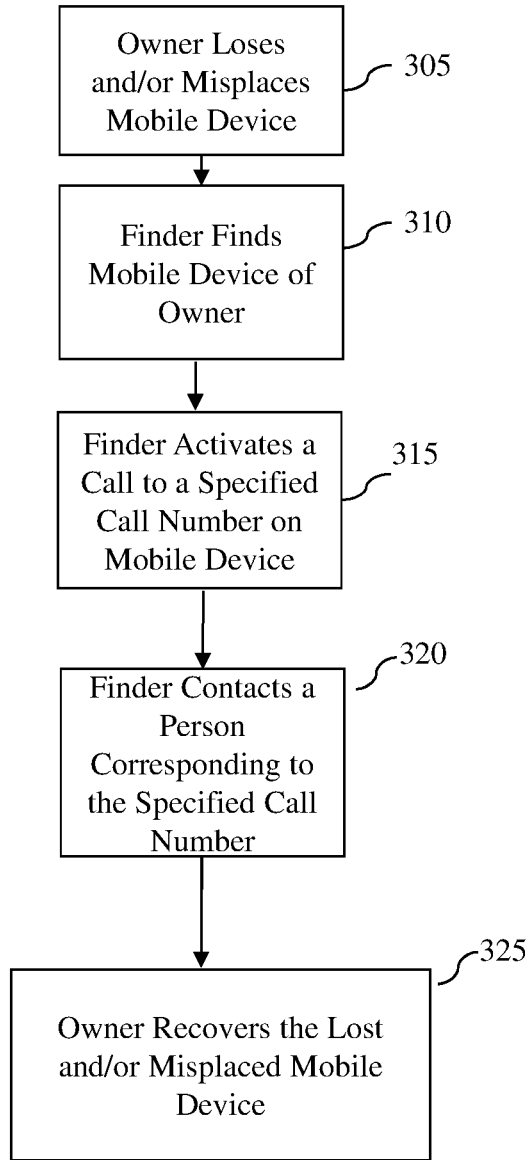 Owner Loses
and/or Misplaces
Mobile Device
305
Finder Finds
Mobile Device of
Owner
310
Finder Activates a
Call to a Specified
Call Number on
Mobile Device
315
Finder Contacts a
Person
Corresponding to
the Specified Call
Number
320
Owner Recovers the Lost
and/or Misplaced Mobile
Device
325